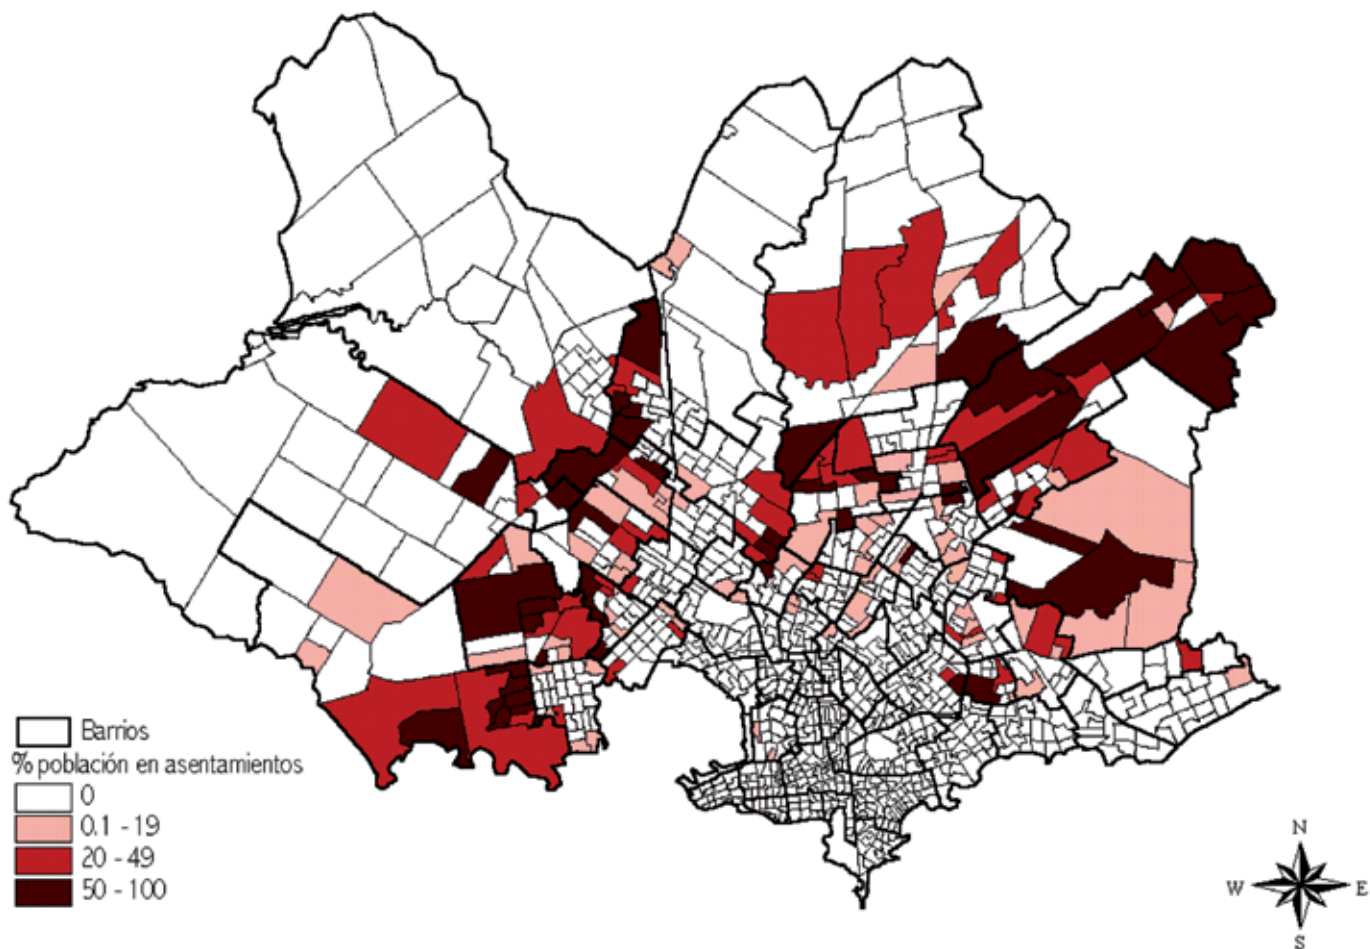 Barrios
% población en asentamientos
0
0.1 - 19
20 - 49
50 - 100
N
W E
S